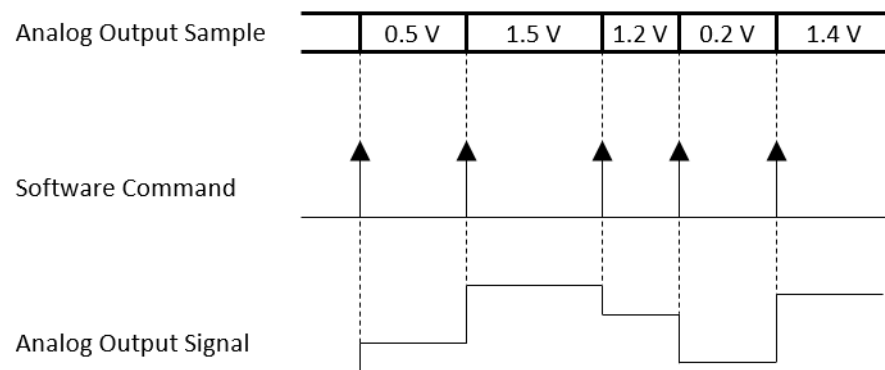 Analog Output Sample
0.5 V
1.5 V
1.2 V
0.2 V
1.4 V
Software Command
Analog Output Signal